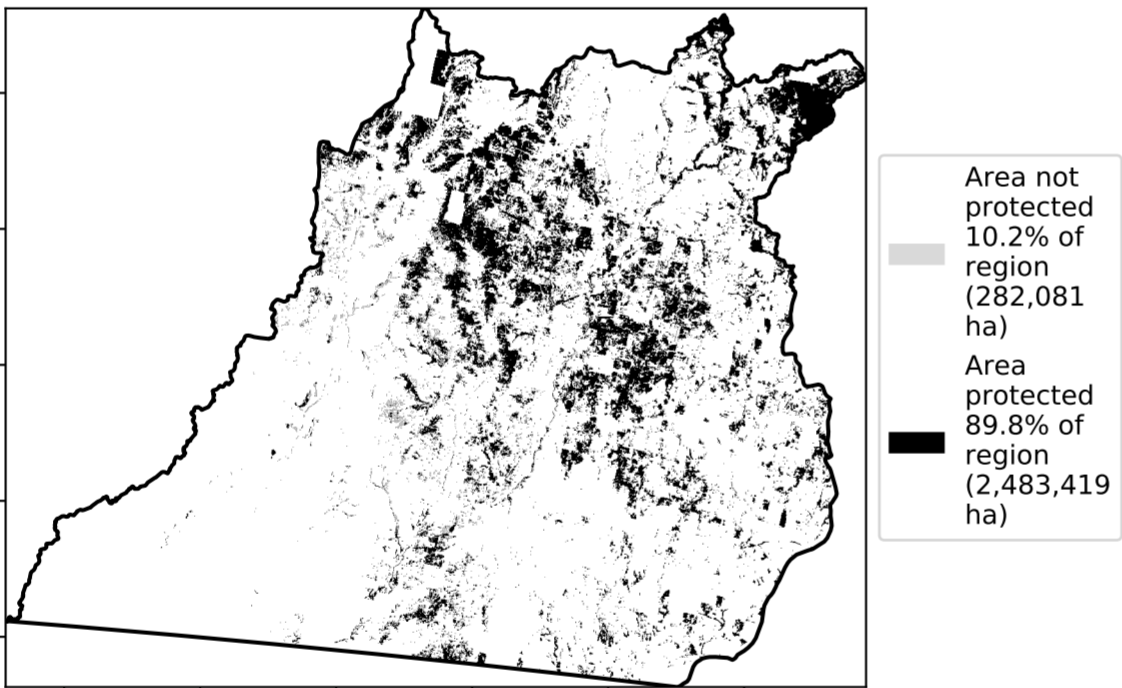 Area not
protected
10.2% of
region
(282,081
ha)
Area
protected
89.8% of
region
(2,483,419
ha)